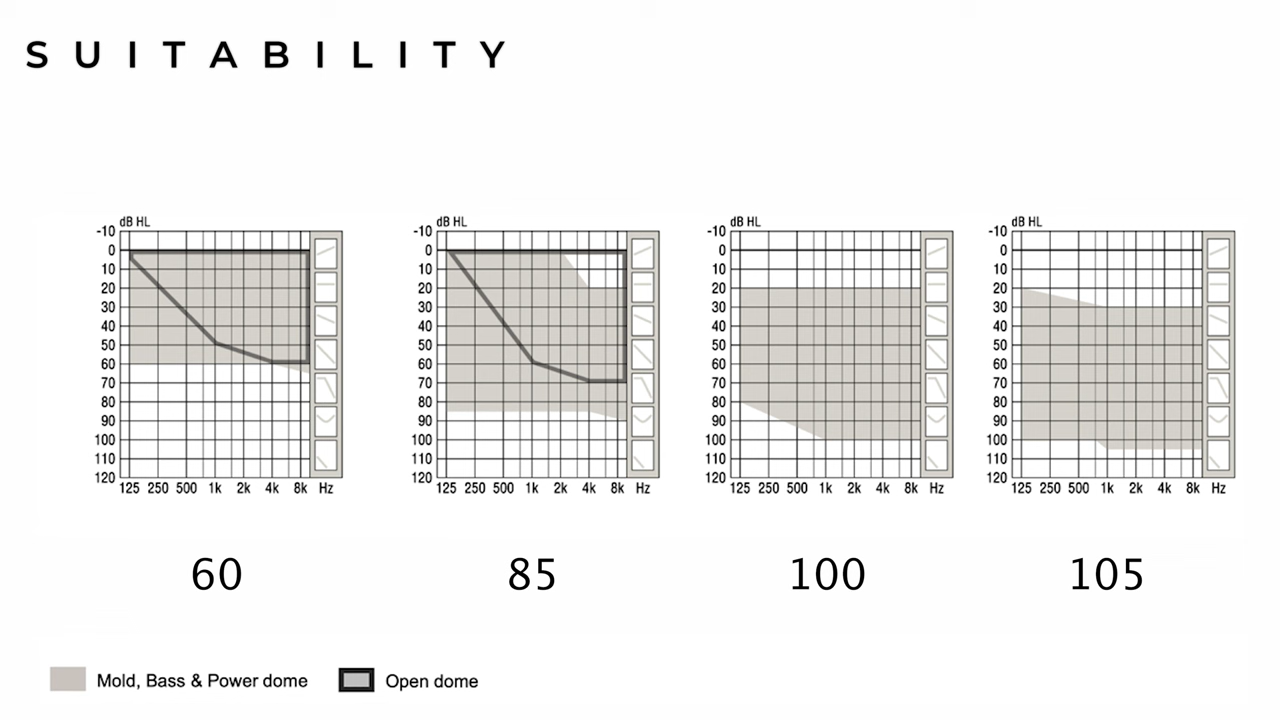 SUITABILITY
dB HL dB HL dB HL dB HL
-10 -10 -10 -10
0 0 0 0
10 10 10 10
20 20 20 20
30 30 30 30
40 40 40 40
50 50 50 50
60 60 60 60
70 70 70 70
80 80 80 80
90 90 90 90
100 100 100 100
110 110 110 110
120 120 120 120
125 250 500 1k 2k 4k 8k Hz 125 250 500 1k 2k 4k 8k Hz 125 250 500 1k 2k 4k 8k Hz 125 250 500 1k 2k 4k 8k Hz
60 85 100 105
Mold, Bass & Power dome Open dome